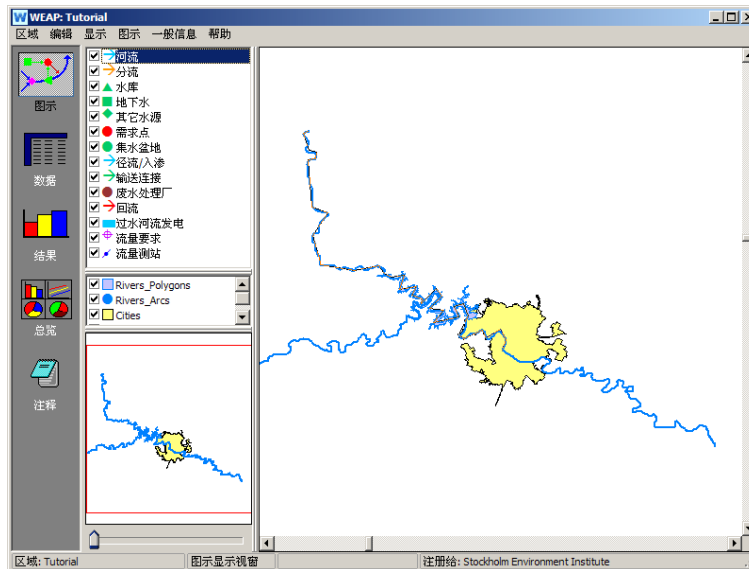 WEAP: Tutorial
区域 编辑 显示 图示 一般信息 帮助
图示
数据
结果
总览
注释
河流
分流
水库
地下水
其它水源
需求点
集水盆地
径流/入渗
输送连接
废水处理厂
回流
过水河流发电
流量要求
流量测站
Rivers_Polygons
Rivers_Arcs
Cities
区域: Tutorial
图示显示视窗
注册给: Stockholm Environment Institute